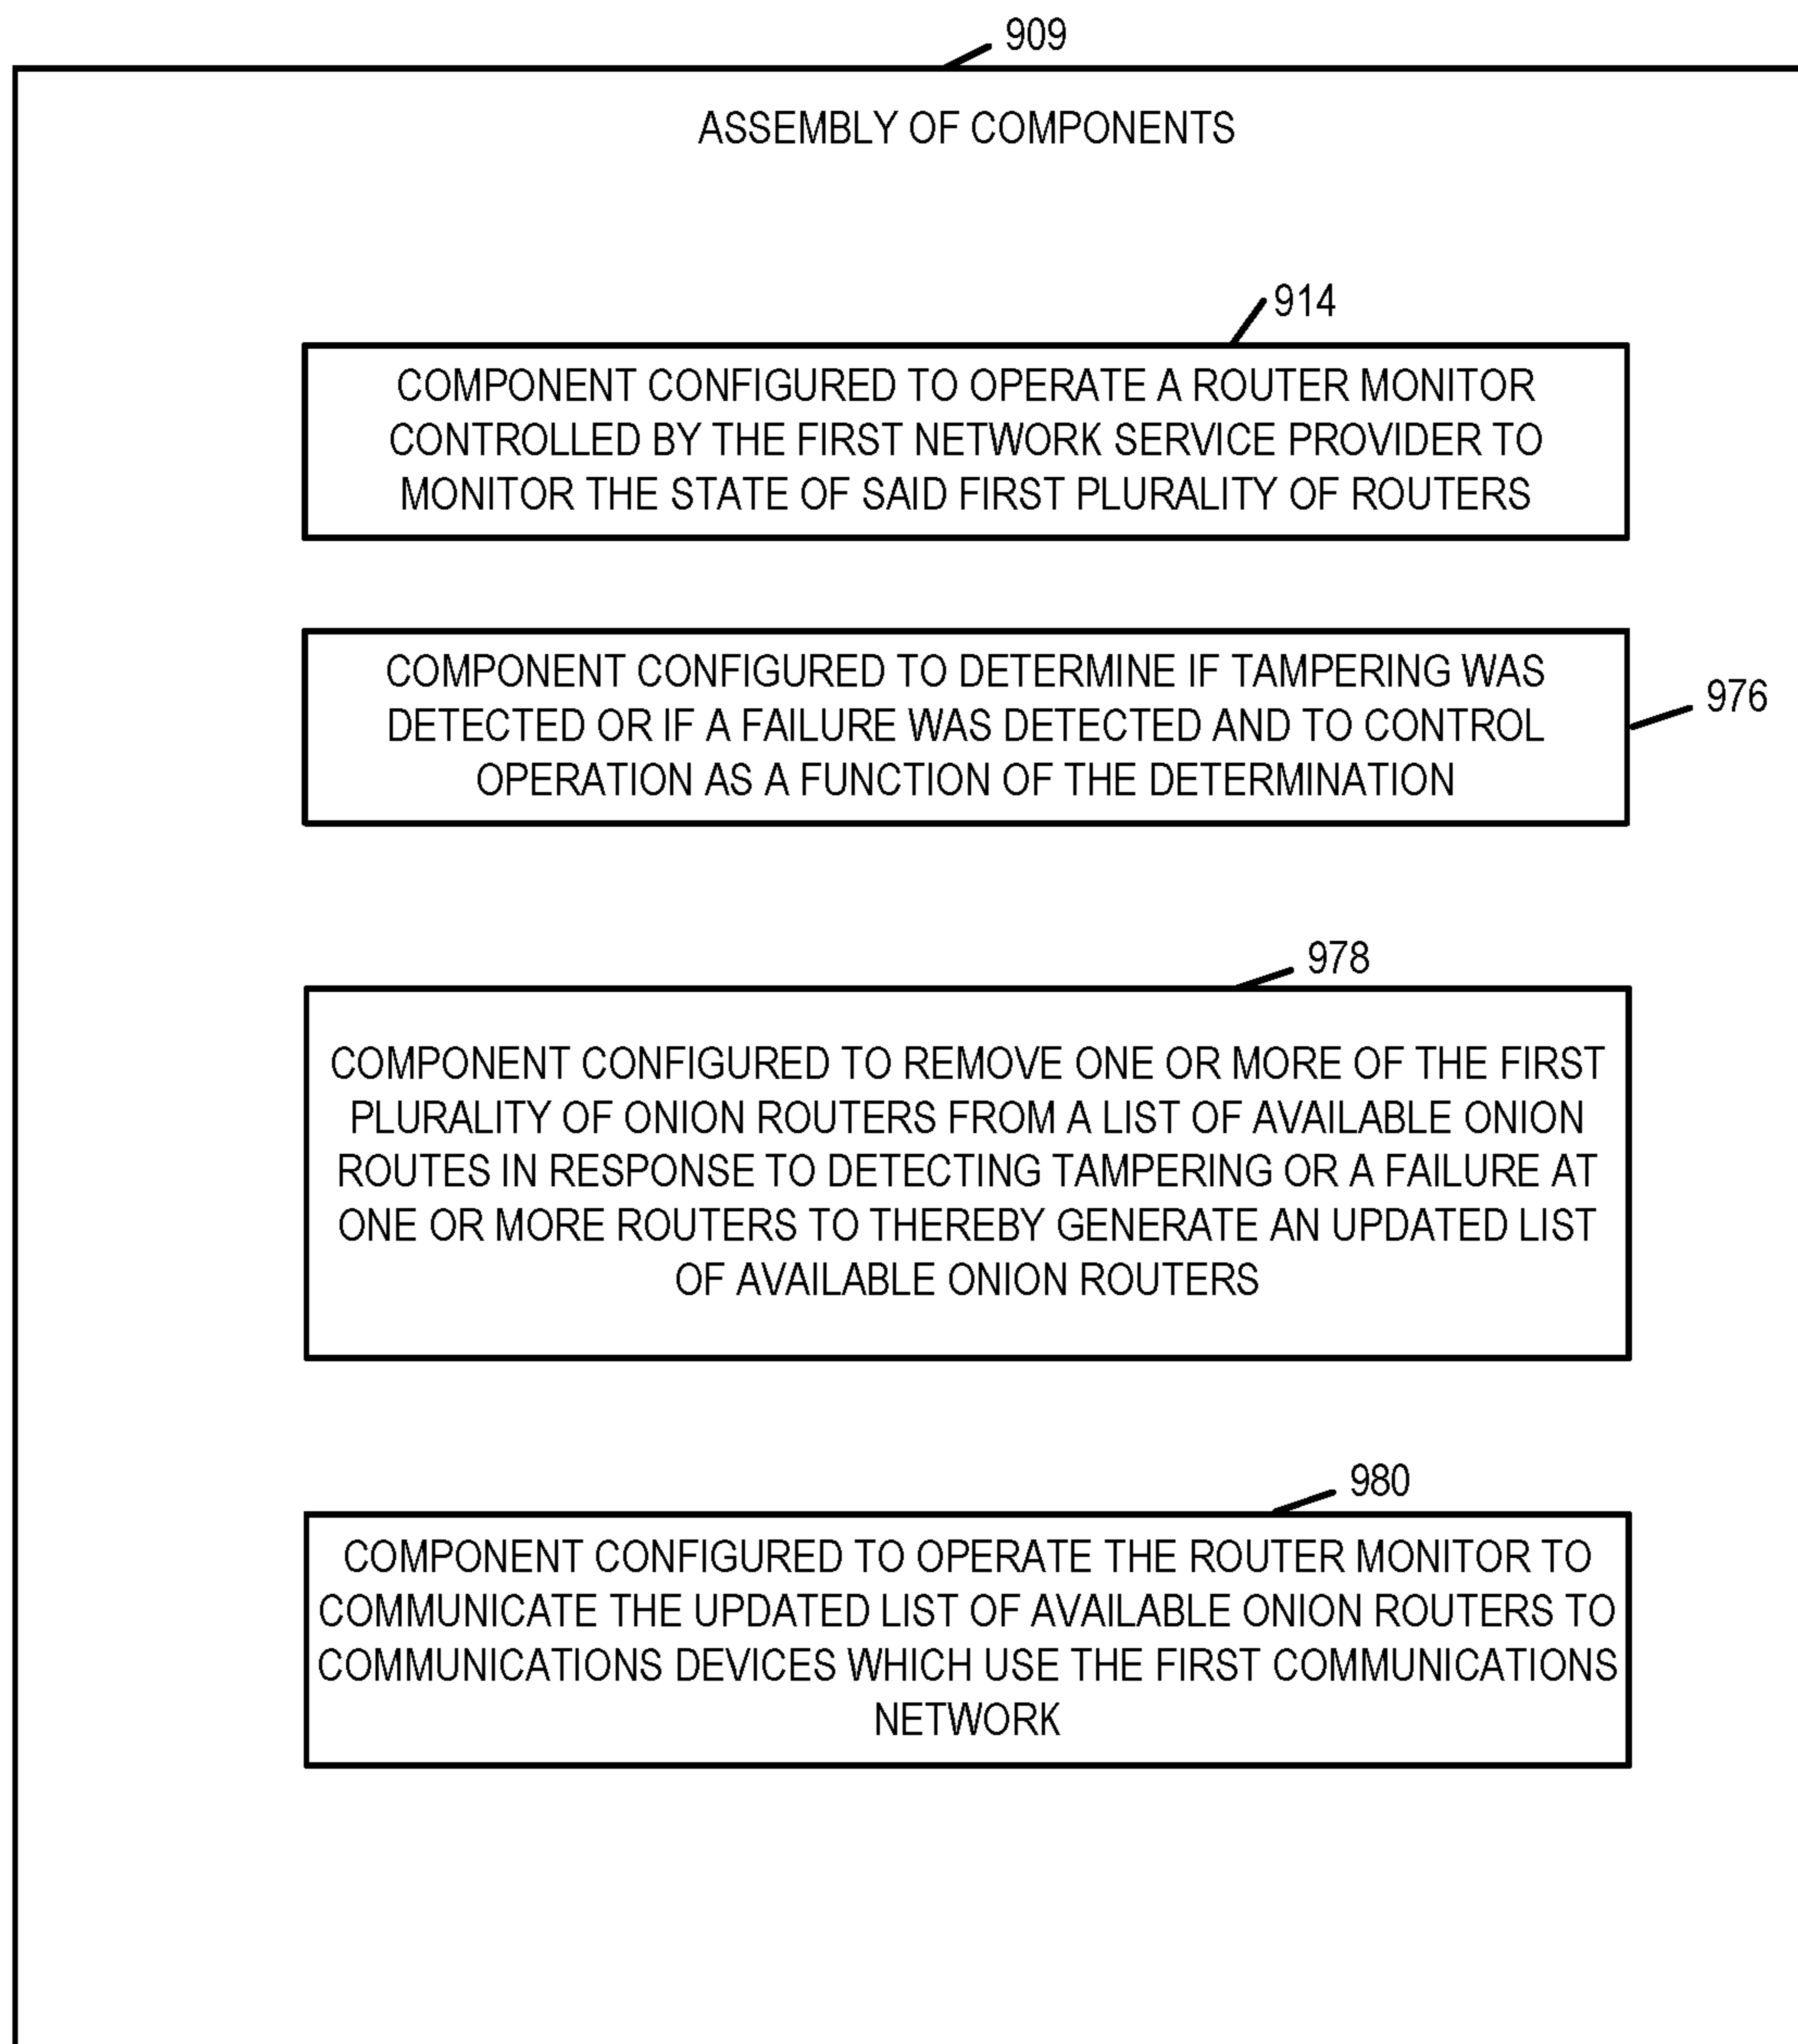 909
ASSEMBLY OF COMPONENTS
914
COMPONENT CONFIGURED TO OPERATE A ROUTER MONITOR
CONTROLLED BY THE FIRST NETWORK SERVICE PROVIDER TO
MONITOR THE STATE OF SAID FIRST PLURALITY OF ROUTERS
COMPONENT CONFIGURED TO DETERMINE IF TAMPERING WAS
DETECTED OR IF A FAILURE WAS DETECTED AND TO CONTROL
OPERATION AS A FUNCTION OF THE DETERMINATION
976
978
COMPONENT CONFIGURED TO REMOVE ONE OR MORE OF THE FIRST
PLURALITY OF ONION ROUTERS FROM A LIST OF AVAILABLE ONION
ROUTES IN RESPONSE TO DETECTING TAMPERING OR A FAILURE AT
ONE OR MORE ROUTERS TO THEREBY GENERATE AN UPDATED LIST
OF AVAILABLE ONION ROUTERS
980
COMPONENT CONFIGURED TO OPERATE THE ROUTER MONITOR TO
COMMUNICATE THE UPDATED LIST OF AVAILABLE ONION ROUTERS TO
COMMUNICATIONS DEVICES WHICH USE THE FIRST COMMUNICATIONS
NETWORK